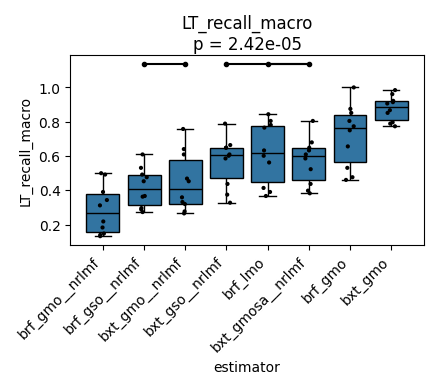 LT_recall_macro
p = 2.42e-05
LT_recall_macro
1.0
0.8
0.6
0.4
0.2
brf_gmo__nrlmf
brf_gso__nrlmf
bxt_gmo__nrlmf
bxt_gso__nrlmf
brf_lmo
bxt_gmosa__nrlmf
brf_gmo
bxt_gmo
estimator